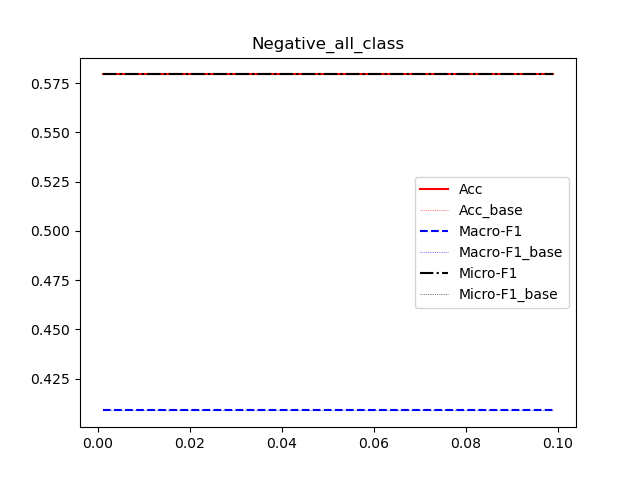 Negative_all_class
0.575
0.550
0.525
0.500
0.475
0.450
0.425
Acc
Acc_base
Macro-F1
Macro-F1_base
Micro-F1
Micro-F1_base
0.00 0.02 0.04 0.06 0.08 0.10